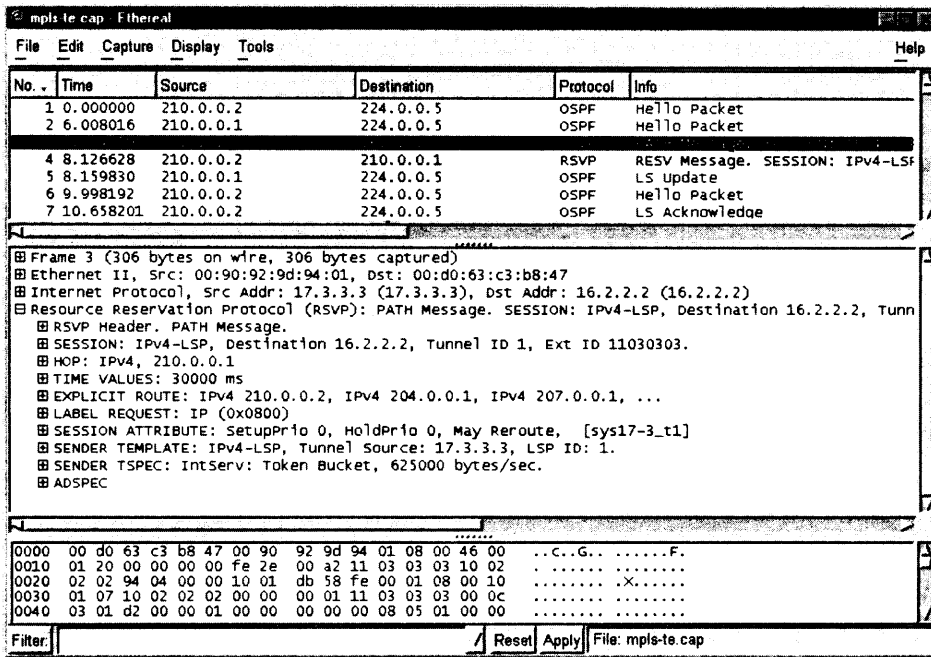 mpls-te.cap - Ethereal
File Edit Capture Display Tools Help
No. . Time Source Destination Protocol Info
1 0.000000 210.0.0.2 224.0.0.5 OSPF Hello Packet
2 6.008016 210.0.0.1 224.0.0.5 OSPF Hello Packet
4 8.126628 210.0.0.2 210.0.0.1 RSVP RESV Message. SESSION: IPv4-LSP
5 8.159830 210.0.0.1 224.0.0.5 OSPF LS Update
6 9.998192 210.0.0.2 224.0.0.5 OSPF Hello Packet
7 10.658201 210.0.0.2 224.0.0.5 OSPF LS Acknowledge
Frame 3 (306 bytes on wire, 306 bytes captured)
Ethernet II, Src: 00:90:92:9d:94:01, Dst: 00:d0:63:c3:b8:47
Internet Protocol, Src Addr: 17.3.3.3 (17.3.3.3), Dst Addr: 16.2.2.2 (16.2.2.2)
Resource Reservation Protocol (RSVP): PATH Message. SESSION: IPv4-LSP, Destination 16.2.2.2, Tunn
RSVP Header. PATH Message.
SESSION: IPv4-LSP, Destination 16.2.2.2, Tunnel ID 1, Ext ID 11030303.
HOP: IPv4, 210.0.0.1
TIME VALUES: 30000 ms
EXPLICIT ROUTE: IPv4 210.0.0.2, IPv4 204.0.0.1, IPv4 207.0.0.1, ...
LABEL REQUEST: IP (0x0800)
SESSION ATTRIBUTE: SetupPrio 0, HoldPrio 0, May Reroute, [sys17-3_t1]
SENDER TEMPLATE: IPv4-LSP, Tunnel Source: 17.3.3.3, LSP ID: 1.
SENDER TSPEC: IntServ: Token Bucket, 625000 bytes/sec.
ADSPEC
0000 00 d0 63 c3 b8 47 00 90 92 9d 94 01 08 00 46 00 ..c..G.. ......F.
0010 01 20 00 00 00 00 fe 2e 00 a2 11 03 03 03 10 02 . ...... ........
0020 02 02 94 04 00 00 10 01 db 58 fe 00 01 08 00 10 ........ .X......
0030 01 07 10 02 02 02 00 00 00 01 11 03 03 03 00 0c ........ ........
0040 03 01 d2 00 00 01 00 00 00 00 00 08 05 01 00 00 ........ ........
Filter: / Reset Apply File: mpls-te.cap